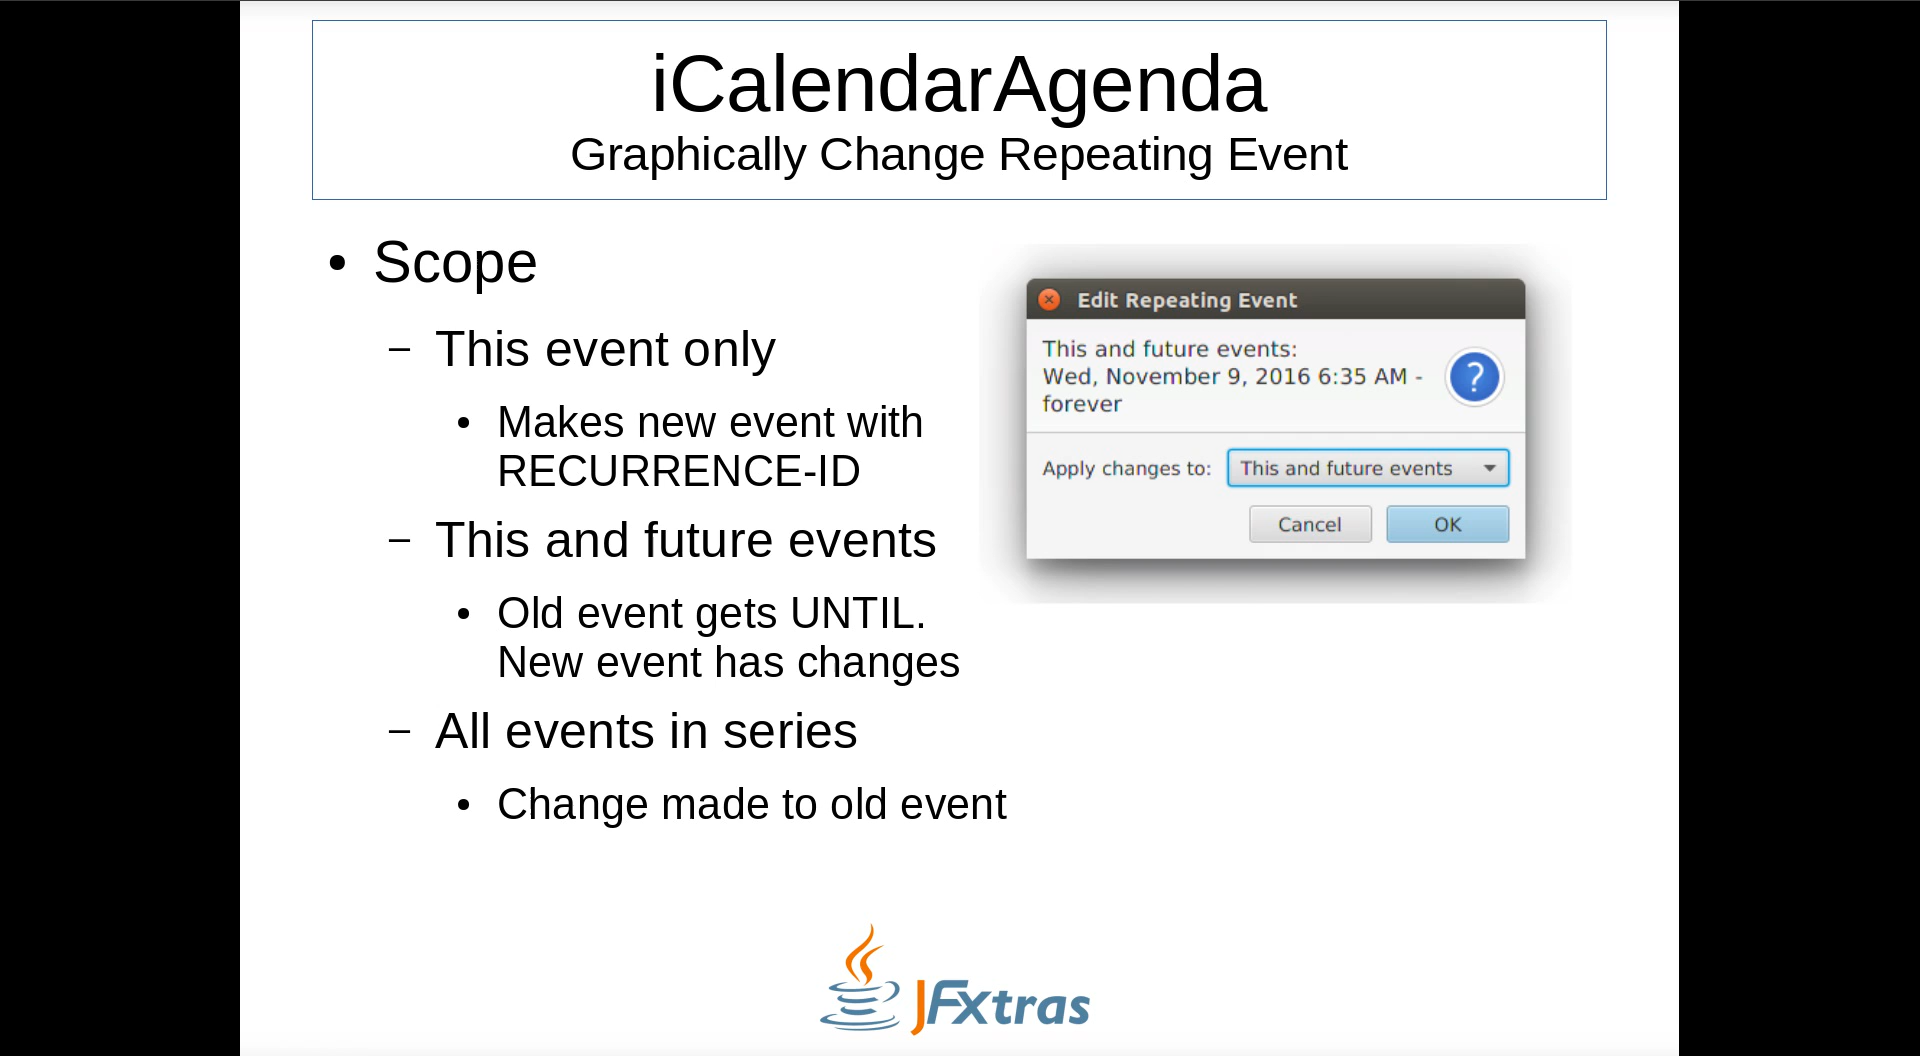 iCalendarAgenda
Graphically Change Repeating Event
• Scope
– This event only
• Makes new event with
RECURRENCE-ID
– This and future events
• Old event gets UNTIL.
New event has changes
– All events in series
• Change made to old event
Edit Repeating Event
This and future events:
Wed, November 9, 2016 6:35 AM -
forever
?
Apply changes to: This and future events
Cancel OK
JFXtras